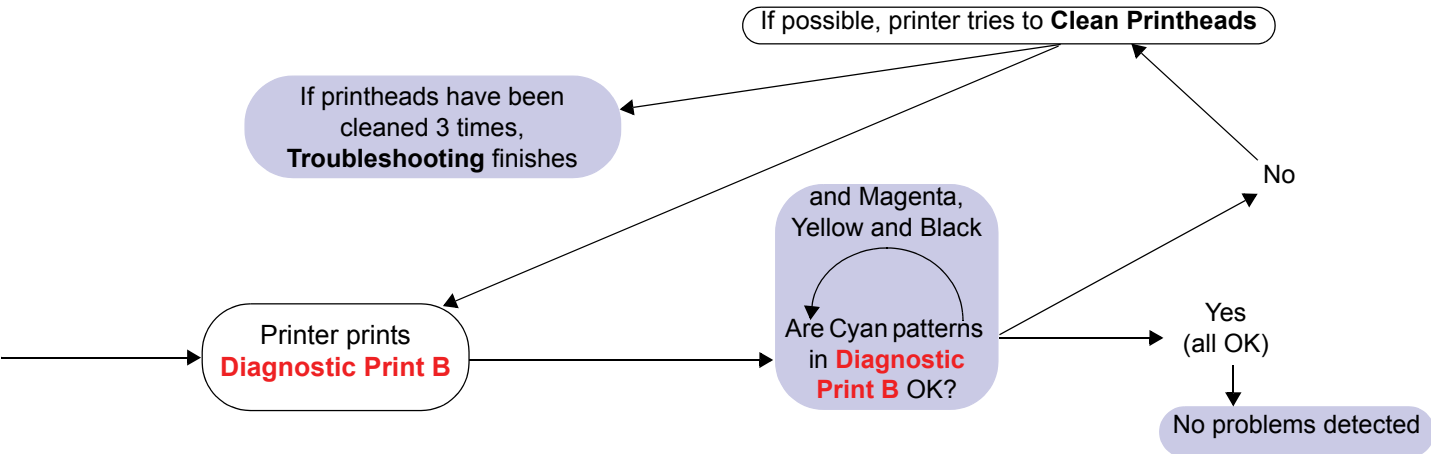 If possible, printer tries to Clean Printheads
If printheads have been
cleaned 3 times,
Troubleshooting finishes
No
and Magenta,
Yellow and Black
Are Cyan patterns
in Diagnostic
Print B OK?
Printer prints
Diagnostic Print B
Yes
(all OK)
No problems detected